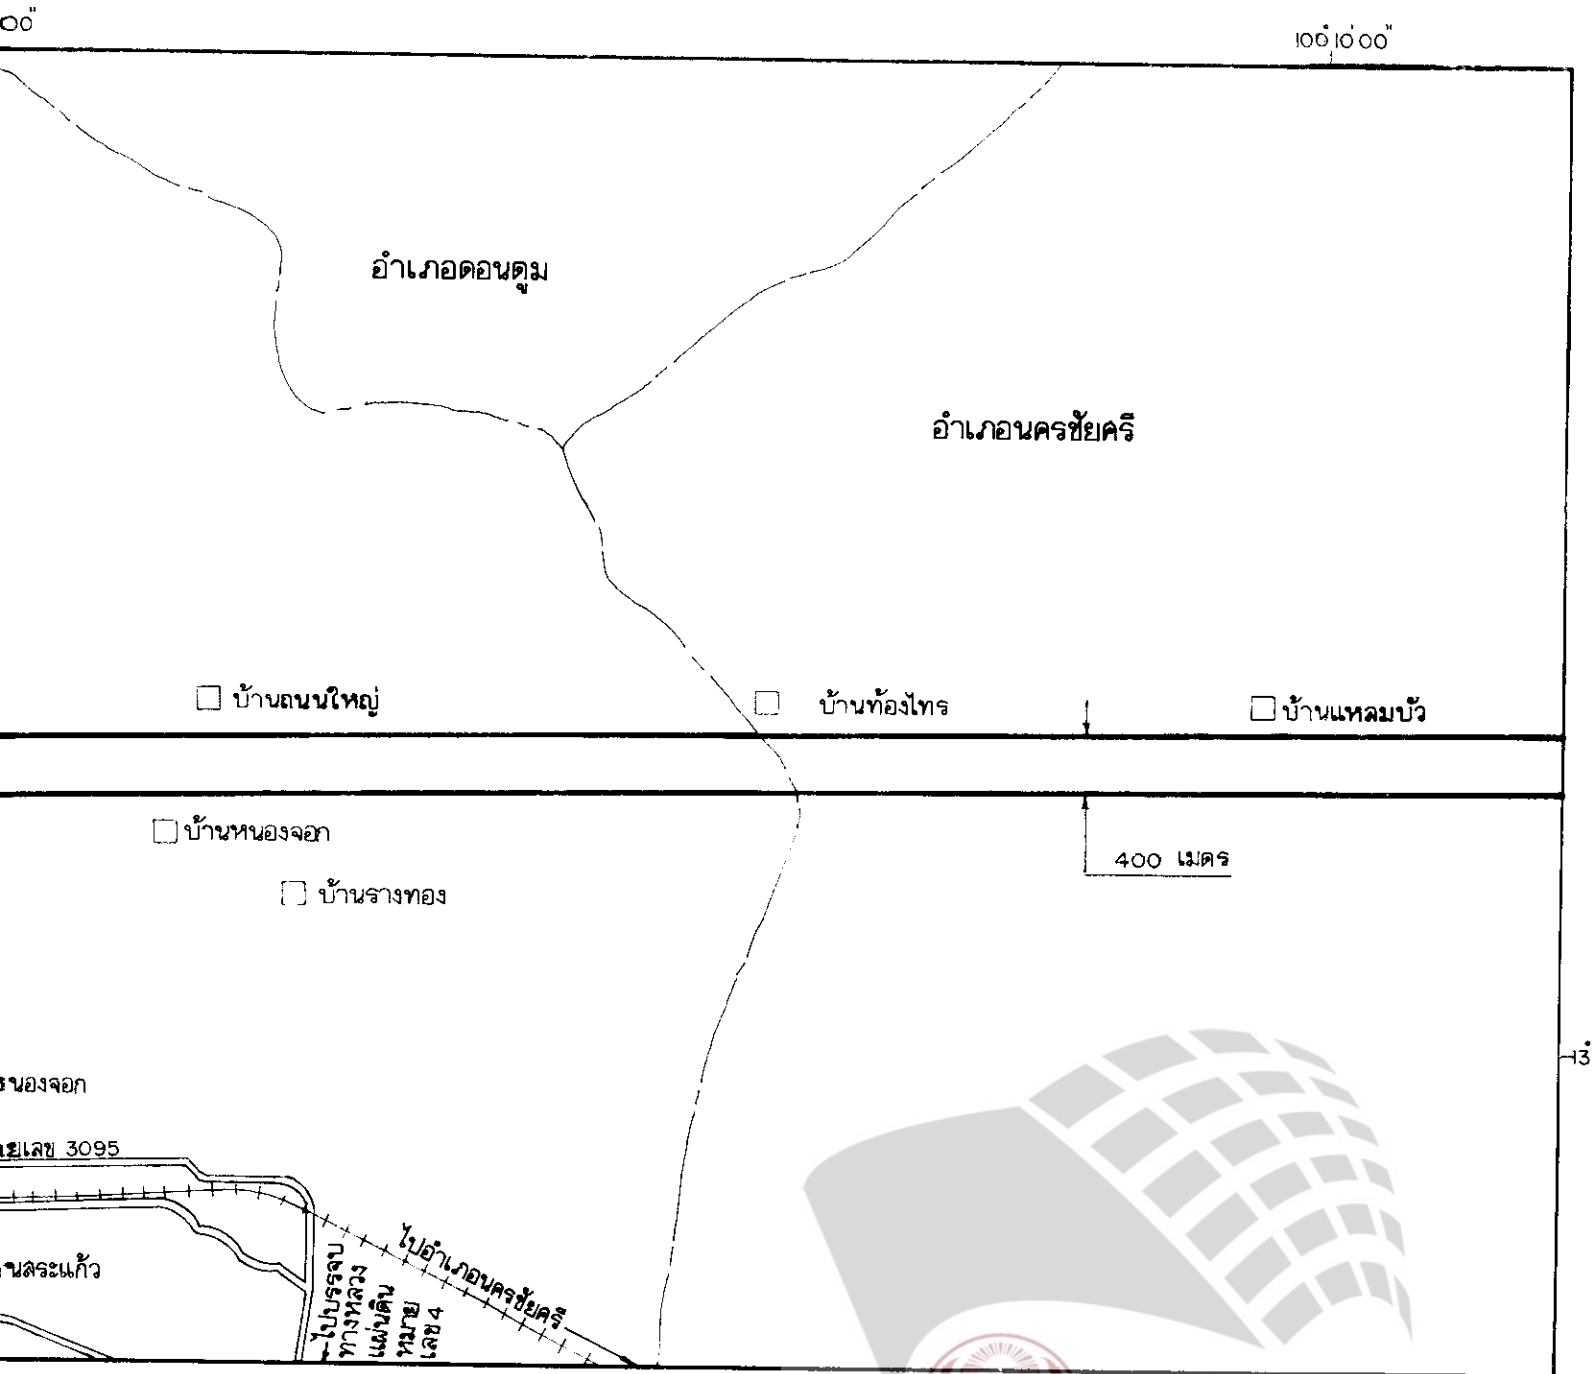 00"
100°10'00"
อำเภอดอนตูม
อำเภอนครชัยศรี
บ้านถนนใหญ่
บ้านท้องไทร
บ้านแหลมบัว
บ้านหนองจอก
400 เมตร
บ้านรางทอง
13°
หนองจอก
ายเลข 3095
ไปอำเภอนครชัยศรี
นสระแก้ว
ไปบรรจบ
ทางหลวง
แผ่นดิน
หมาย
เลข 4